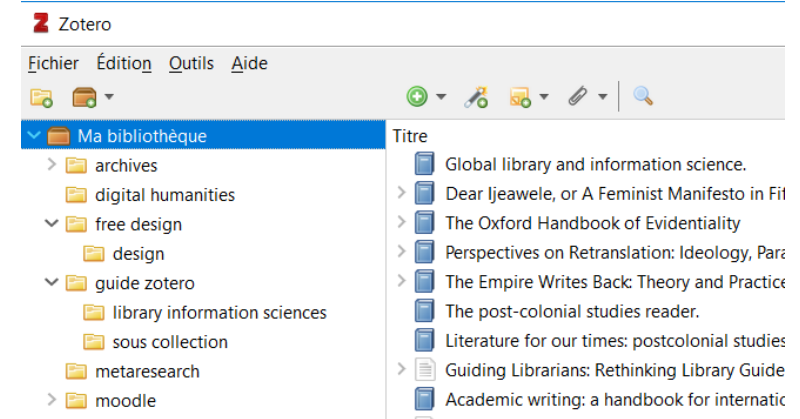 Zotero
Fichier Édition Outils Aide
Ma bibliothèque
archives
digital humanities
free design
design
guide zotero
library information sciences
sous collection
metaresearch
moodle
Titre
Global library and information science.
Dear Ijeawele, or A Feminist Manifesto in
The Oxford Handbook of Evidentiality
Perspectives on Retranslation: Ideology,
The Empire Writes Back: Theory and Practice
The post-colonial studies reader.
Literature for our times: postcolonial studies
Guiding Librarians: Rethinking Library Guide
Academic writing: a handbook for